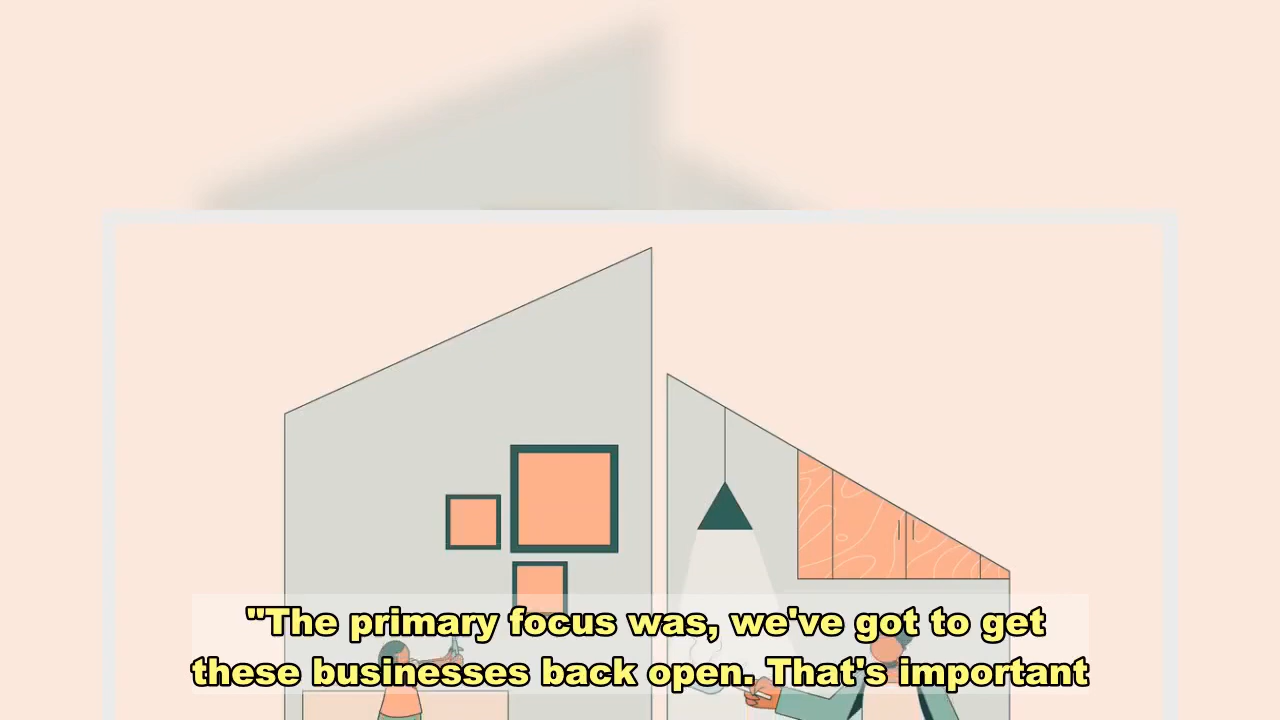 "The primary focus was, we've got to get
these businesses back open. That's important